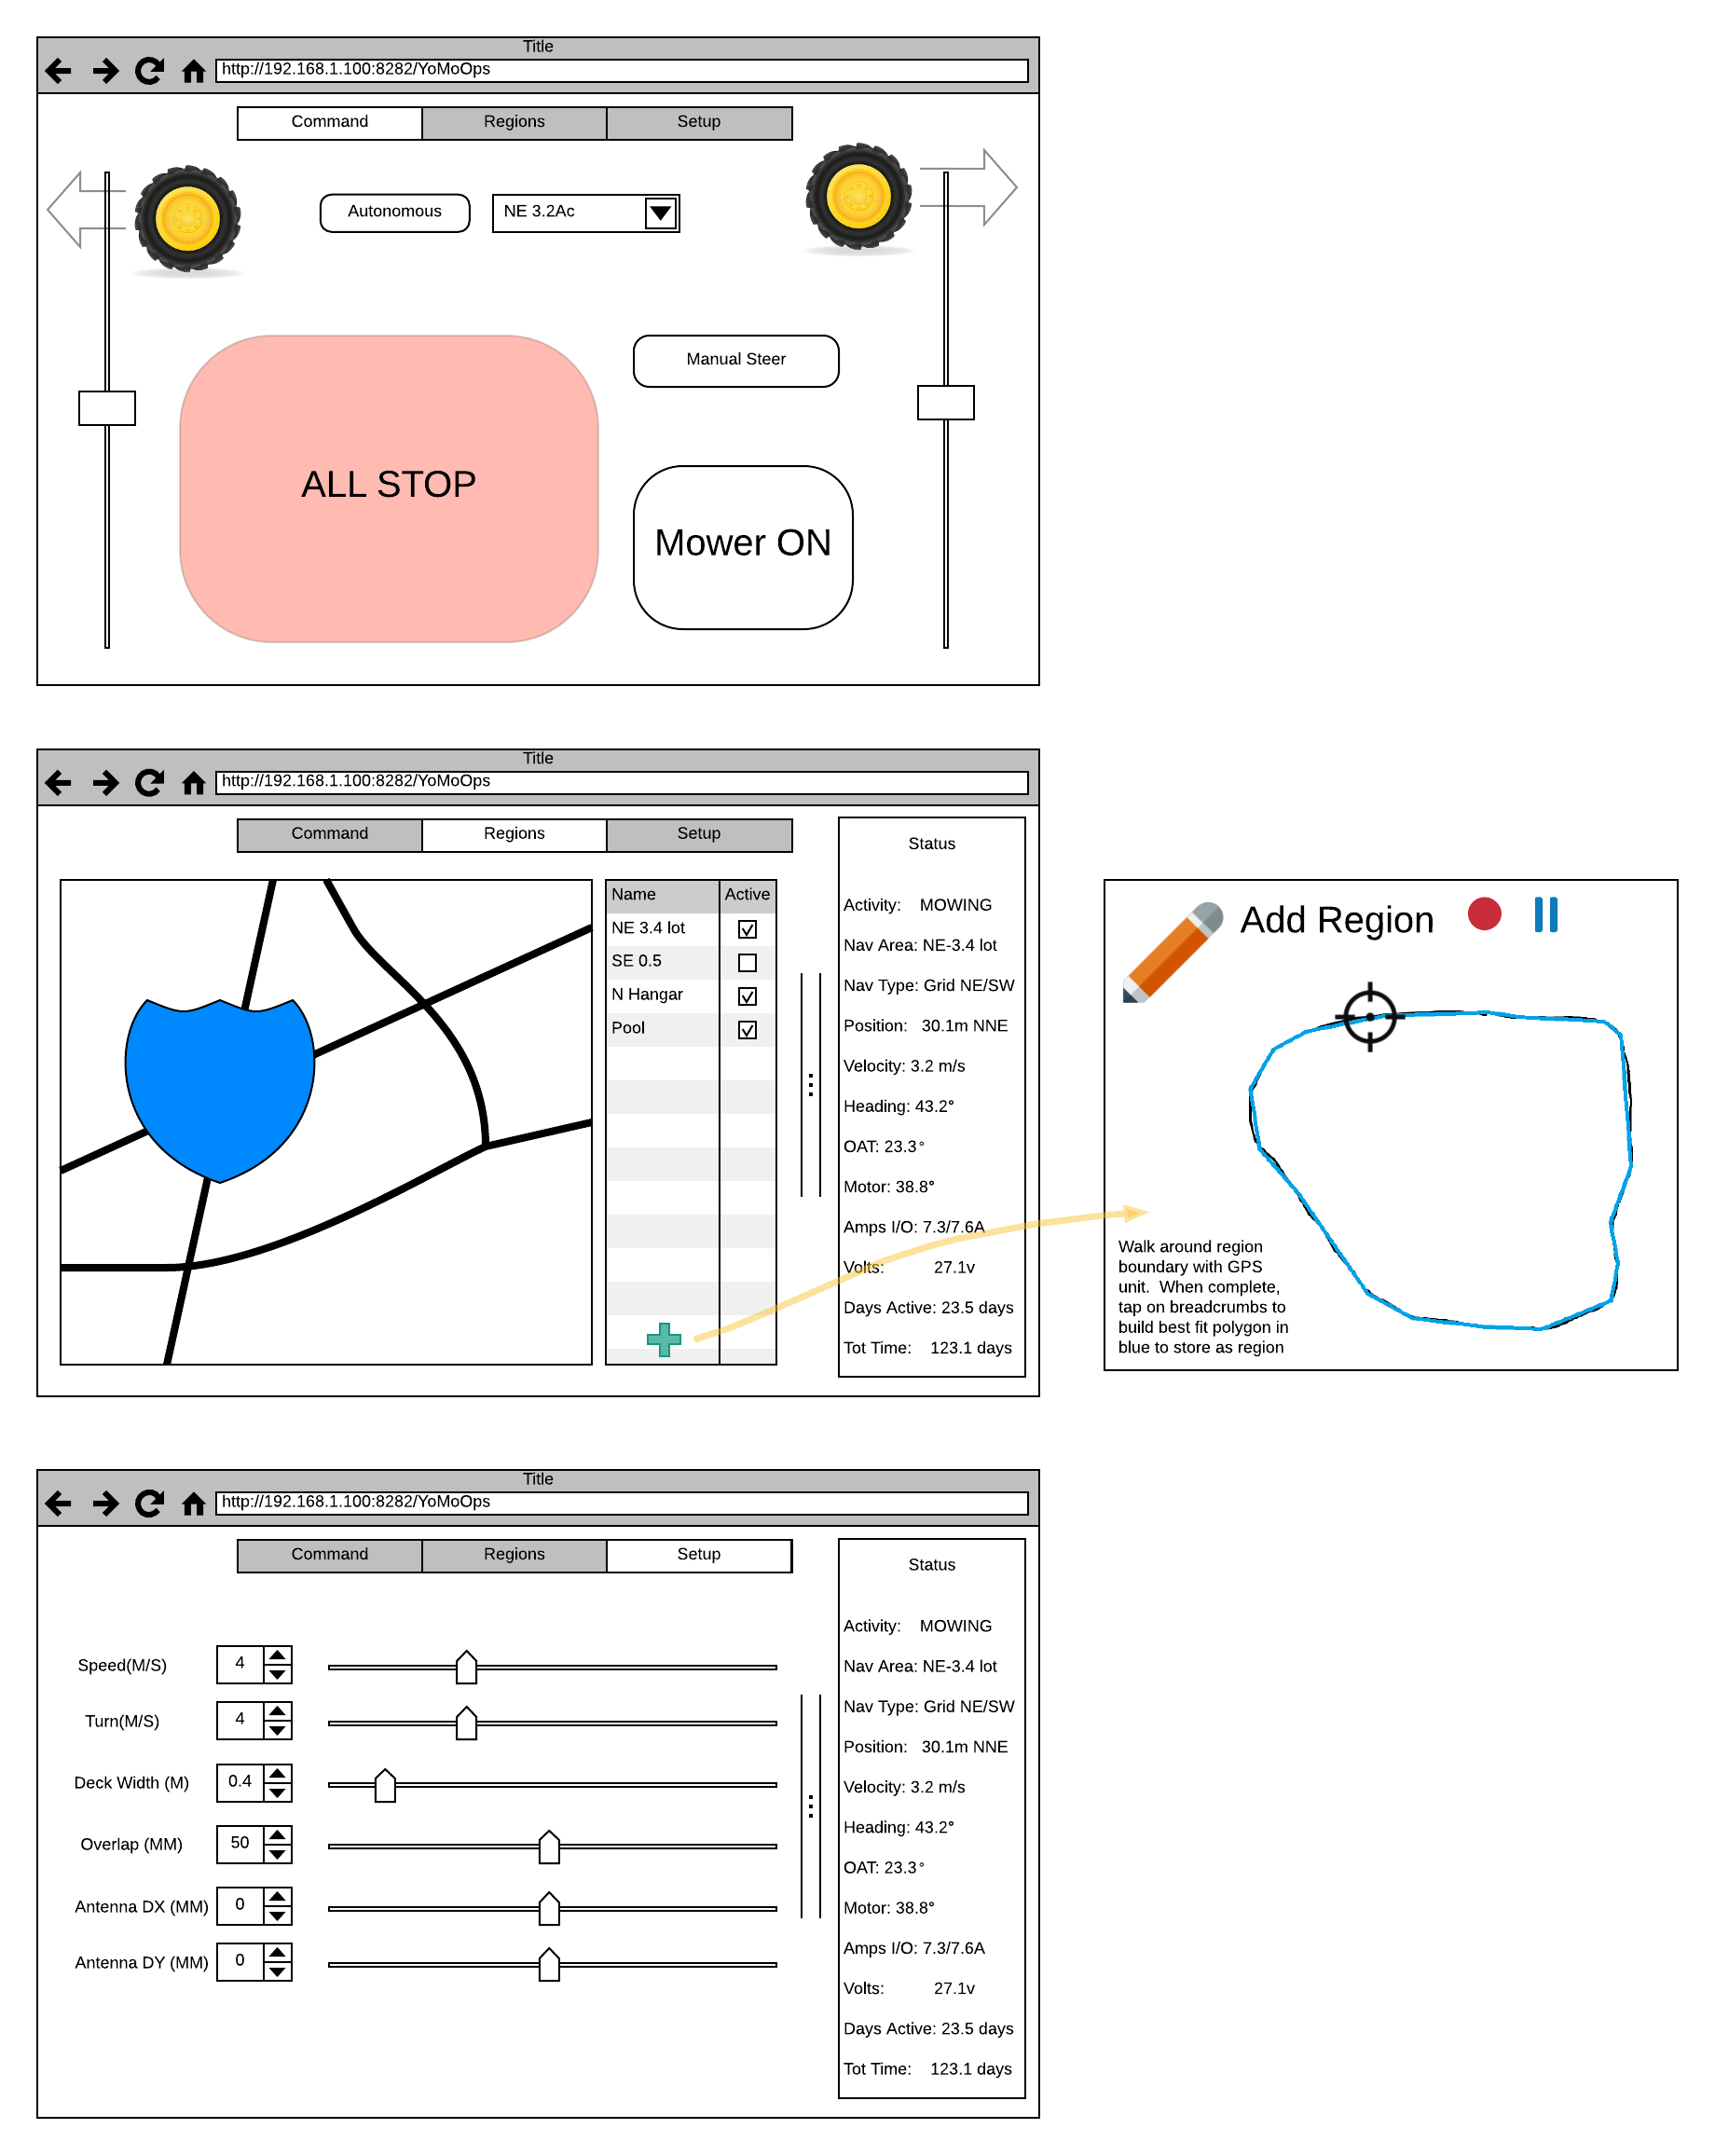 Title
http://192.168.1.100:8282/YoMoOps
Command Regions Setup
Autonomous NE 3.2Ac
Manual Steer
ALL STOP
Mower ON
Title
http://192.168.1.100:8282/YoMoOps
Command Regions Setup
Name Active
NE 3.4 lot
SE 0.5
N Hangar
Pool
Status
Activity: MOWING
Nav Area: NE-3.4 lot
Nav Type: Grid NE/SW
Position: 30.1m NNE
Velocity: 3.2 m/s
Heading: 43.2°
OAT: 23.3°
Motor: 38.8°
Amps I/O: 7.3/7.6A
Volts: 27.1v
Days Active: 23.5 days
Tot Time: 123.1 days
Add Region
Walk around region
boundary with GPS
unit. When complete,
tap on breadcrumbs to
build best fit polygon in
blue to store as region
Title
http://192.168.1.100:8282/YoMoOps
Command Regions Setup
Speed(M/S) 4
Turn(M/S) 4
Deck Width (M) 0.4
Overlap (MM) 50
Antenna DX (MM) 0
Antenna DY (MM) 0
Status
Activity: MOWING
Nav Area: NE-3.4 lot
Nav Type: Grid NE/SW
Position: 30.1m NNE
Velocity: 3.2 m/s
Heading: 43.2°
OAT: 23.3°
Motor: 38.8°
Amps I/O: 7.3/7.6A
Volts: 27.1v
Days Active: 23.5 days
Tot Time: 123.1 days